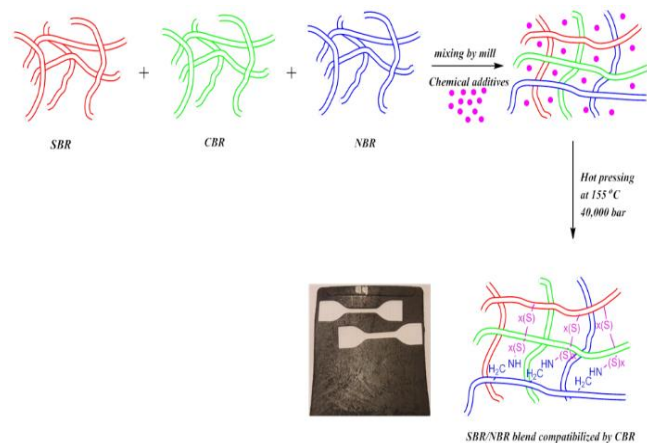 SBR
+
CBR
+
NBR
mixing by mill
Chemical additives
Hot pressing
at 155 °C
40,000 bar
x(S) x(S) x(S)
x(S) (S)x (S)x
H₂C NH H₂C HN H₂C HN
SBR/NBR blend compatibilized by CBR